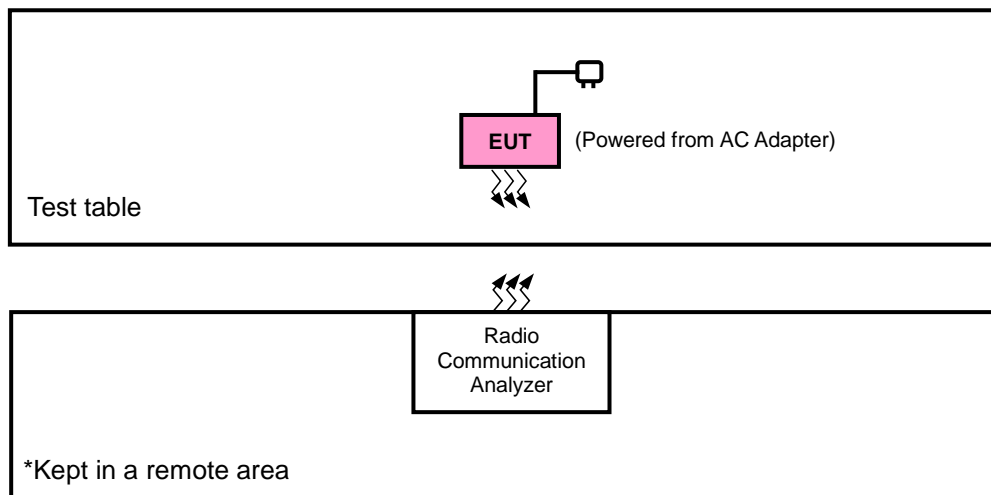 EUT
(Powered from AC Adapter)
Test table
Radio
Communication
Analyzer
*Kept in a remote area